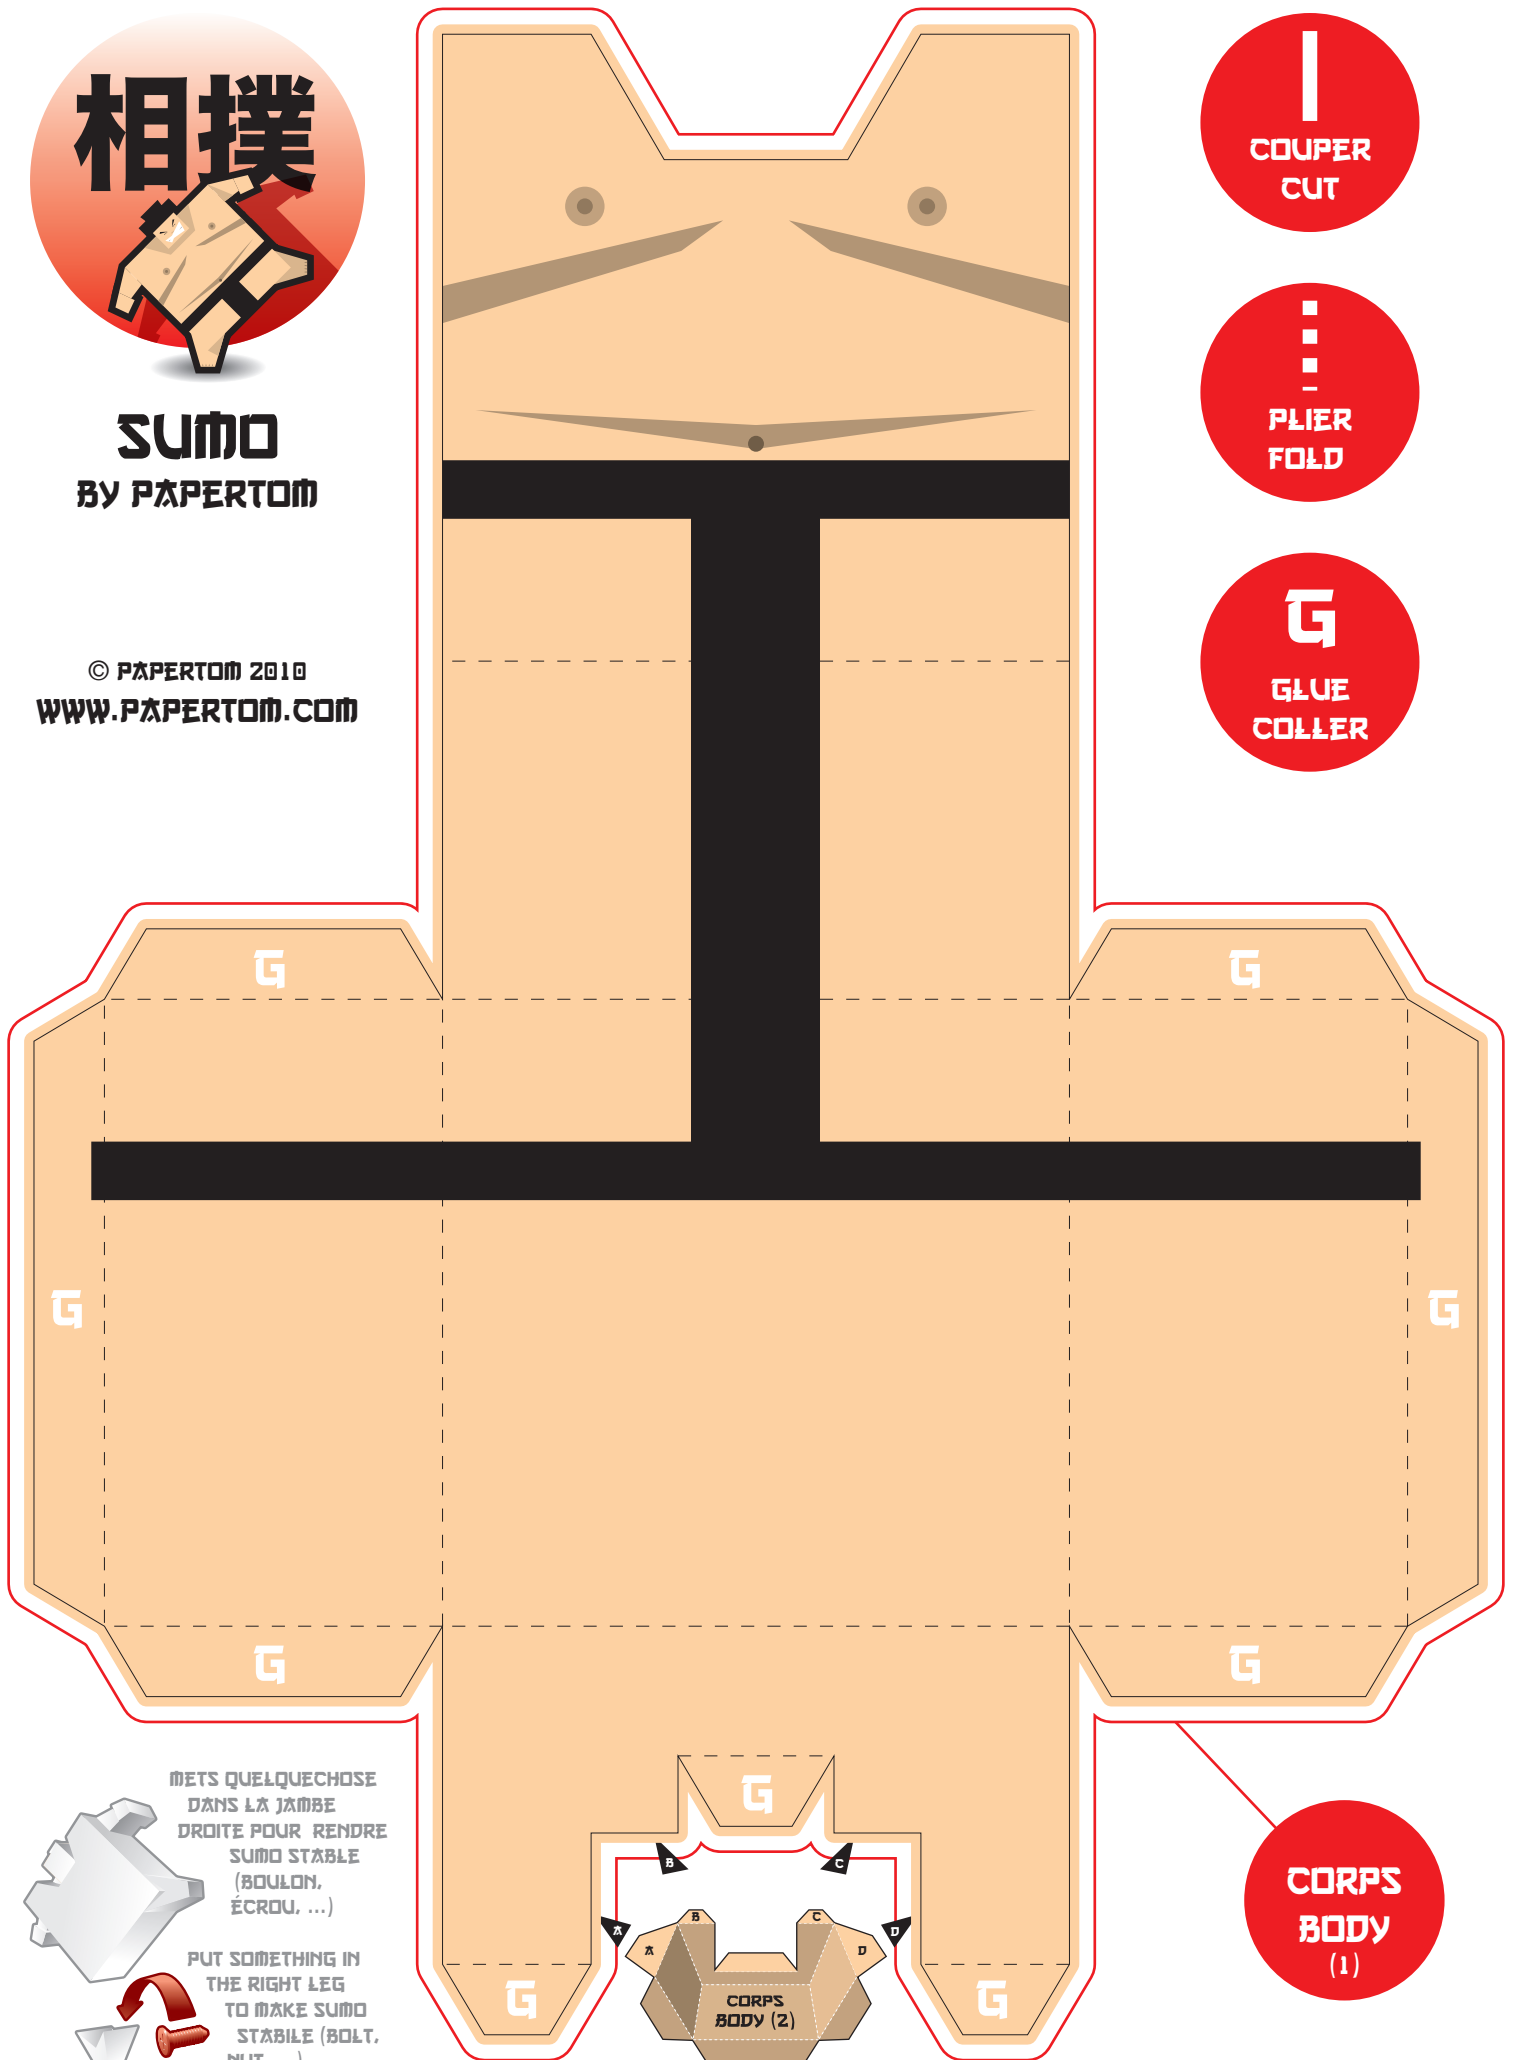 相撲
SUMO
BY PAPERTOM
© PAPERTOM 2010
WWW.PAPERTOM.COM
COUPER
CUT
PLIER
FOLD
G
GLUE
COLLER
G
G
G
G
G
G
G
METS QUELQUECHOSE
DANS LA JAMBE
DROITE POUR RENDRE
SUMO STABLE
(BOULON,
ÉCROU, ...)
PUT SOMETHING IN
THE RIGHT LEG
TO MAKE SUMO
STABILE (BOLT,
NUT, ...)
B
C
A
D
B
C
A
D
CORPS
BODY (2)
G
G
CORPS
BODY
(1)